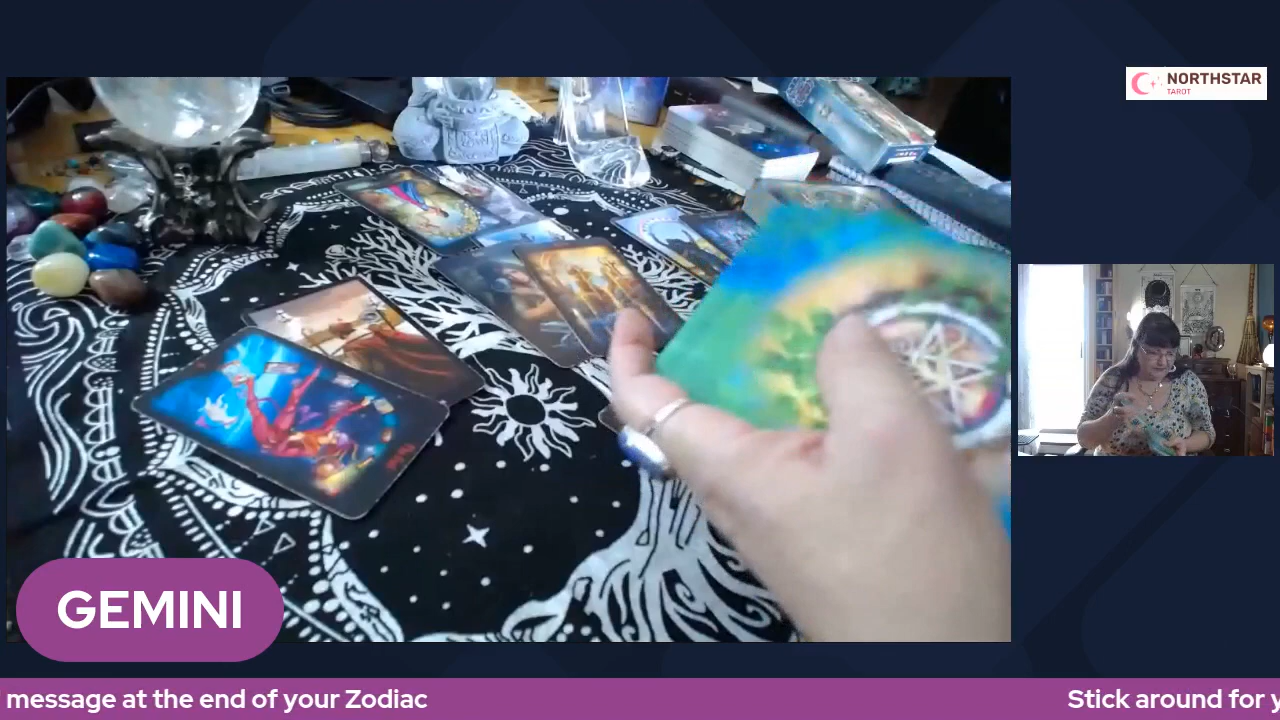 NORTHSTAR
TAROT
GEMINI
message at the end of your Zodiac
Stick around for y